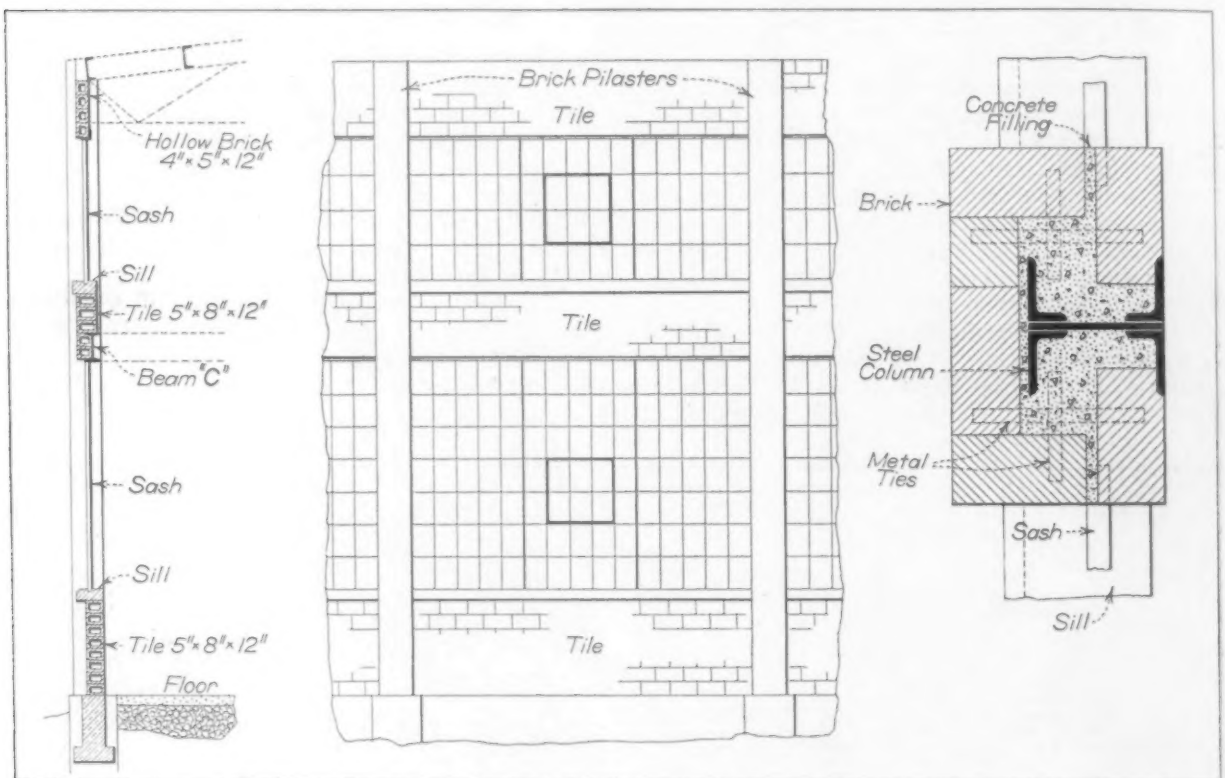 Hollow Brick
4"×5"×12"
Sash
Sill
Tile 5"×8"×12"
Beam "C"
Sash
Sill
Tile 5"×8"×12"
Floor
Brick Pilasters
Tile
Tile
Tile
Concrete
Filling
Brick
Steel
Column
Metal
Ties
Sash
Sill